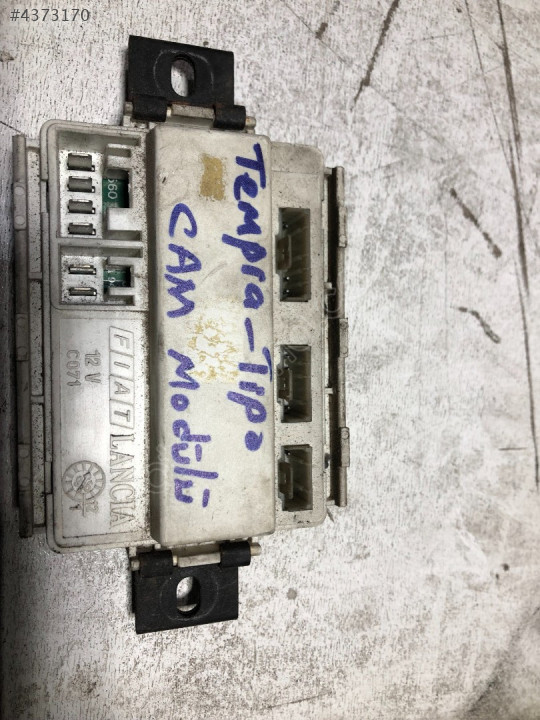 #4373170
Tempra-Tipo
CAM Modülü
FIAT LANCIA
12 V
C071